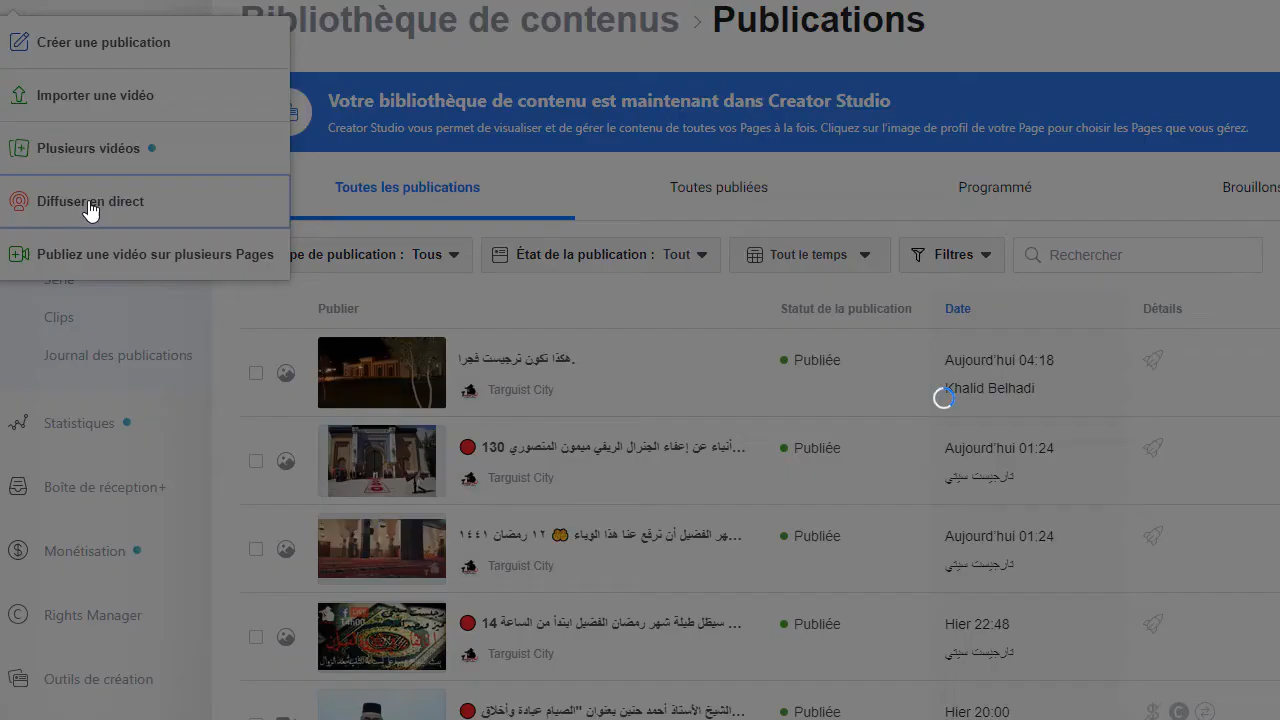 Bibliothèque de contenus > Publications
Créer une publication
Importer une vidéo
Plusieurs vidéos
Diffuser en direct
Publiez une vidéo sur plusieurs Pages
Série
Clips
Journal des publications
Statistiques
Boîte de réception+
Monétisation
Rights Manager
Outils de création
Votre bibliothèque de contenu est maintenant dans Creator Studio
Creator Studio vous permet de visualiser et de gérer le contenu de toutes vos Pages à la fois. Cliquez sur l'image de profil de votre Page pour choisir les Pages que vous gérez.
Toutes les publications
Toutes publiées
Programmé
Brouillons
pe de publication : Tous
État de la publication : Tout
Tout le temps
Filtres
Rechercher
Publier
Statut de la publication
Date
Détails
هكذا تكون ترجيست فجرا.
Targuist City
Publiée
Aujourd'hui 04:18
Khalid Belhadi
أنباء عن إعفاء الجنرال الريفي ميمون المنصوري 130...
Targuist City
Publiée
Aujourd'hui 01:24
تارجيست سيتي
...هر الفضيل أن ترفع عنا هذا الوباء 🤲 ١٢ رمضان ١٤٤١
Targuist City
Publiée
Aujourd'hui 01:24
تارجيست سيتي
LIVE
14h00
... سيظل طيلة شهر رمضان الفضيل ابتدأ من الساعة 14
Targuist City
Publiée
Hier 22:48
تارجيست سيتي
...الشيخ الأستاذ أحمد حنين بعنوان "الصيام عبادة وأخلاق
Publiée
Hier 20:00